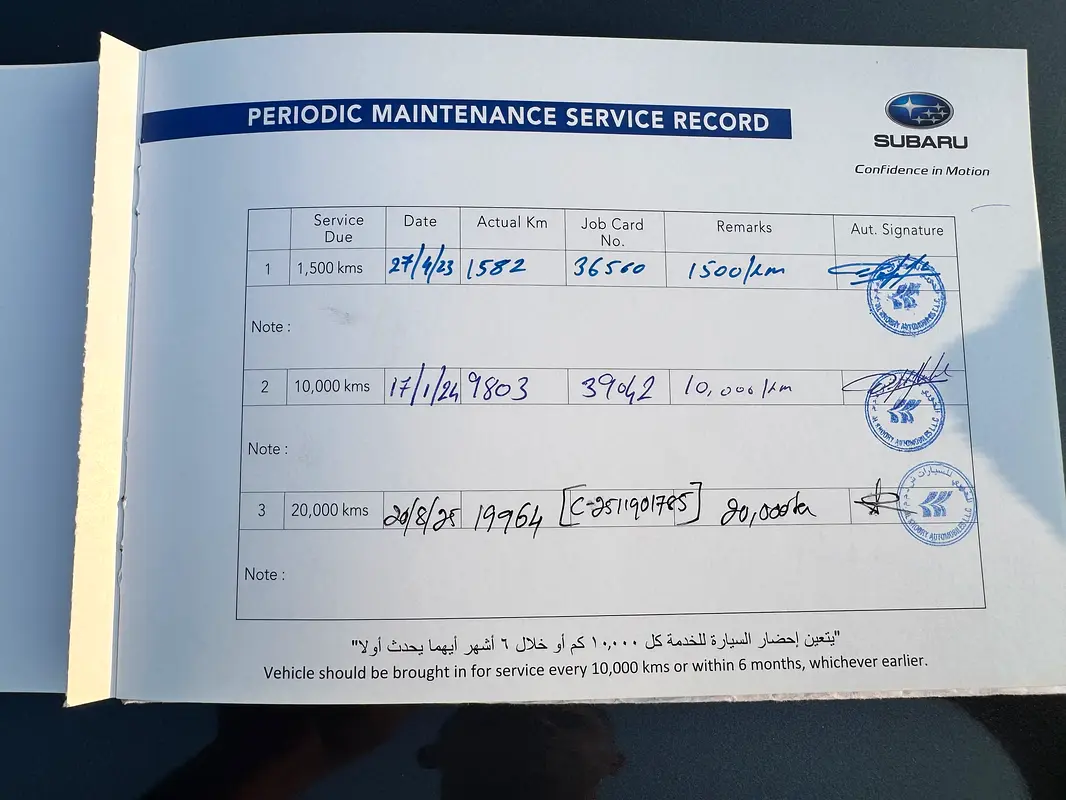 PERIODIC MAINTENANCE SERVICE RECORD
SUBARU
Confidence in Motion
Service Due Date Actual Km Job Card No. Remarks Aut. Signature
1 1,500 kms 27/4/23 1582 36560 1500/km
Note :
2 10,000 kms 17/1/24 9803 39042 10,000/km
Note :
3 20,000 kms 20/8/25 19964 [C-2511901785] 20,000km
AUTOMOBILES L.L.C
Note :
"يتعين إحضار السيارة للخدمة كل ١٠,٠٠٠ كم أو خلال ٦ أشهر أيهما يحدث أولا"
Vehicle should be brought in for service every 10,000 kms or within 6 months, whichever earlier.